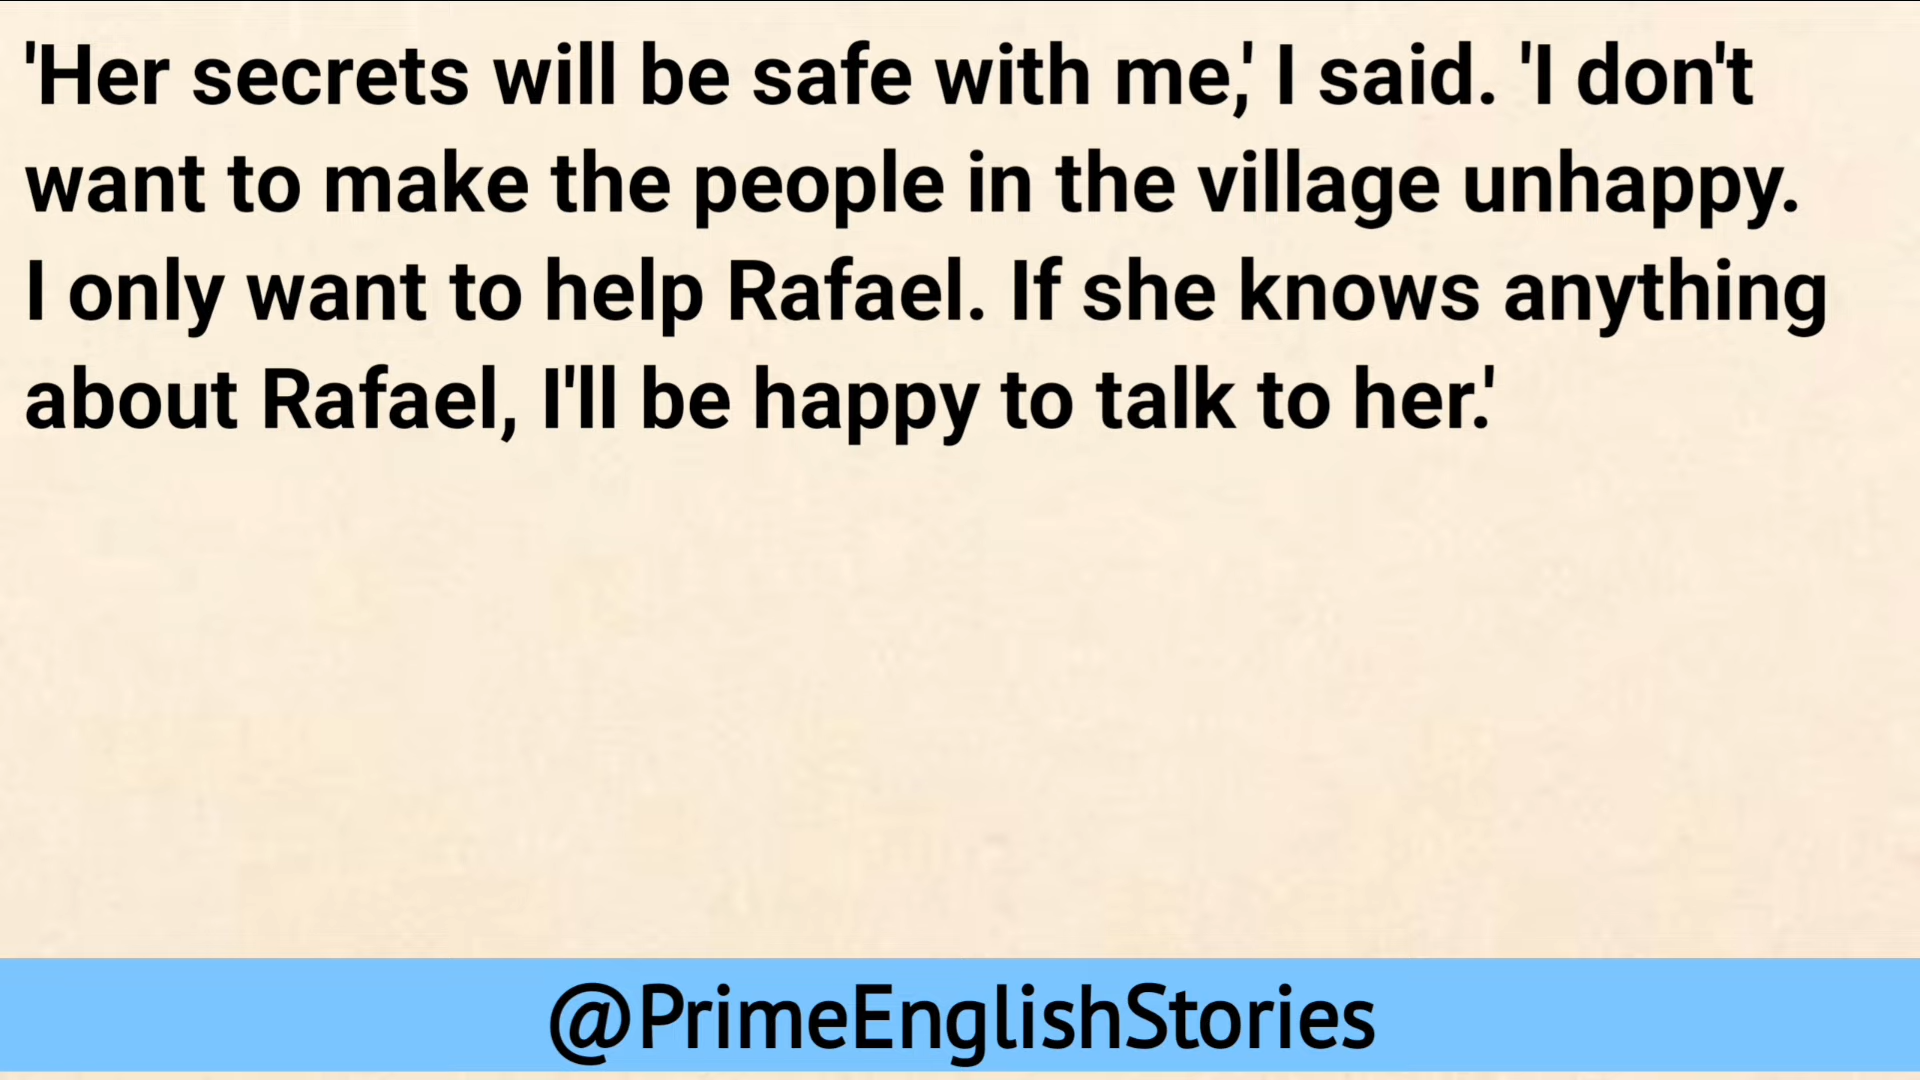 'Her secrets will be safe with me,' I said. 'I don't
want to make the people in the village unhappy.
I only want to help Rafael. If she knows anything
about Rafael, I'll be happy to talk to her.'
@PrimeEnglishStories